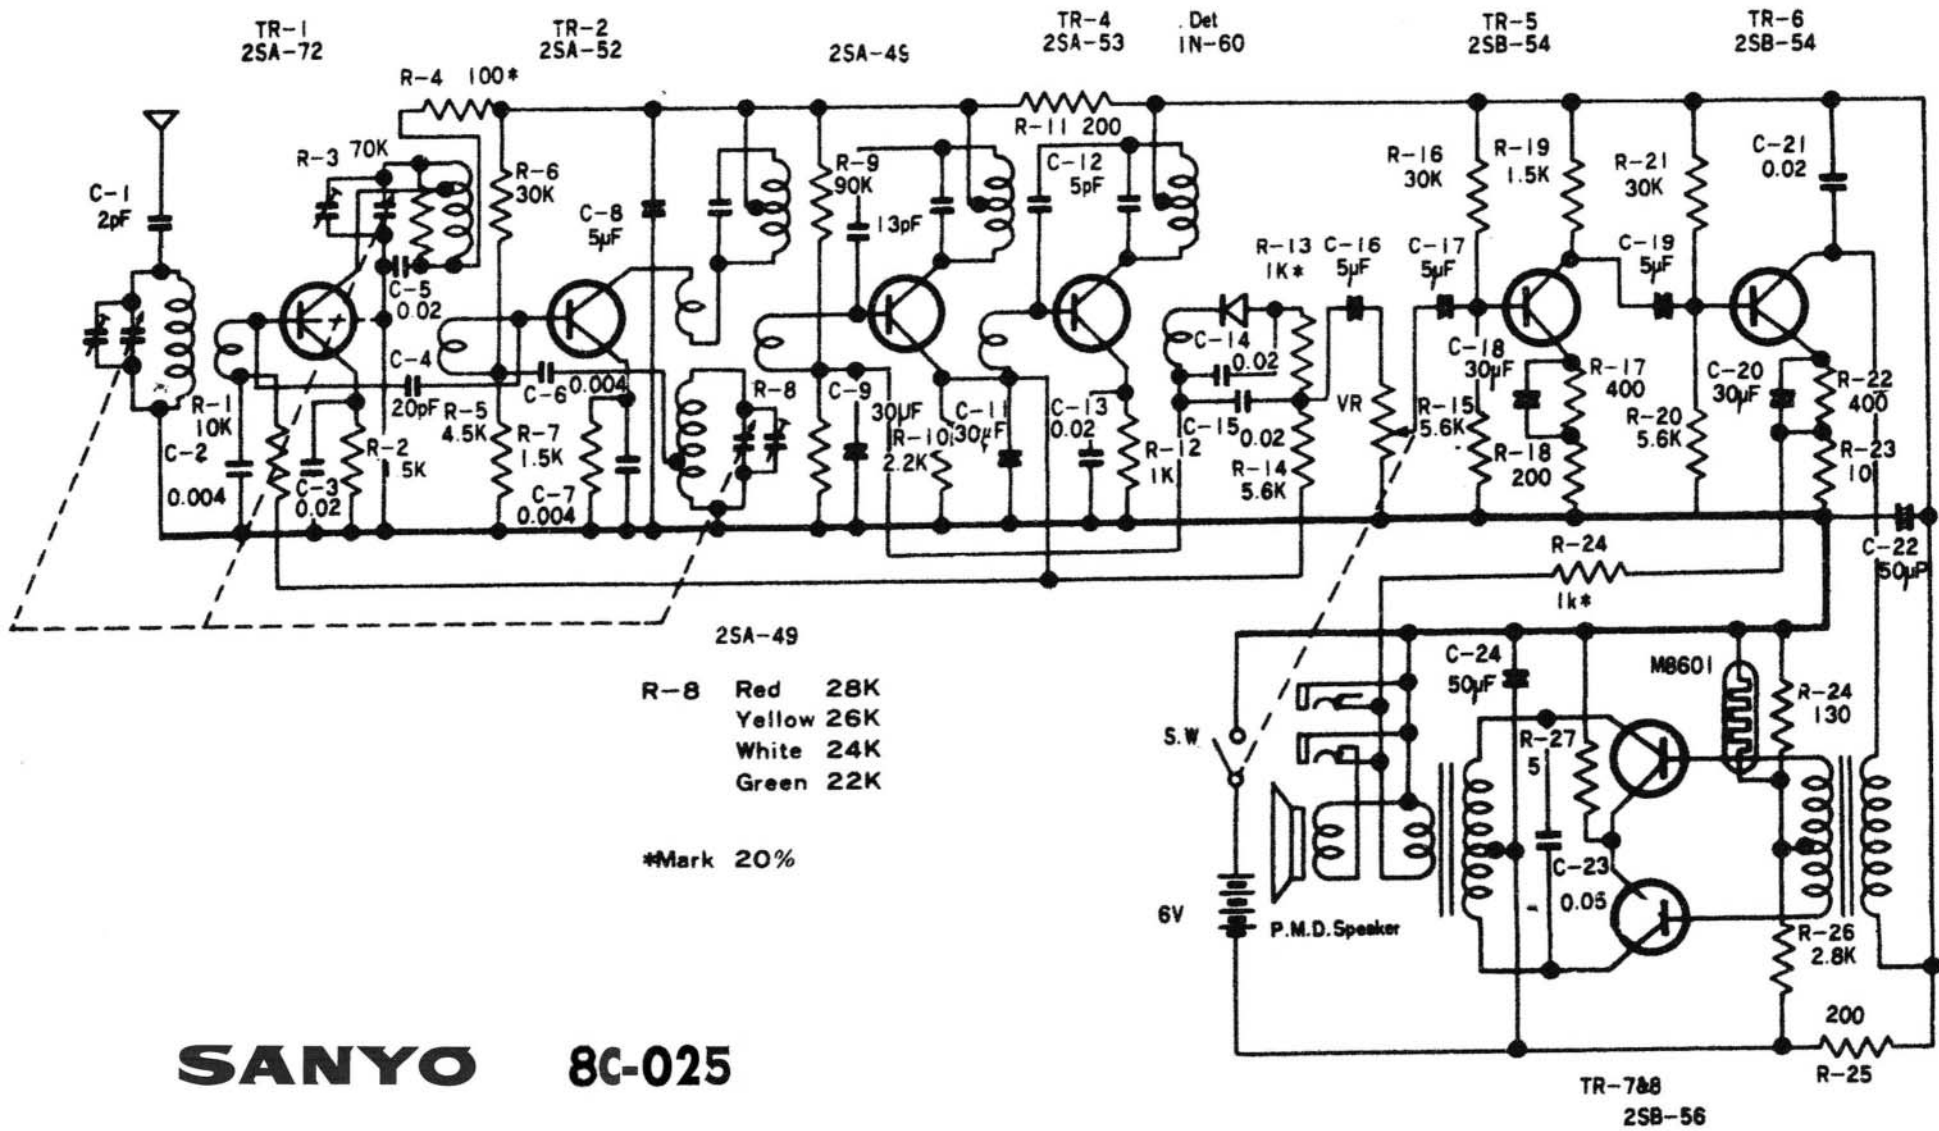 TR-1
2SA-72
TR-2
2SA-52
2SA-49
TR-4
2SA-53
. Det
IN-60
TR-5
2SB-54
TR-6
2SB-54
R-4 100*
R-3 70K
C-1
2pF
R-6
30K
C-8
5µF
R-9
90K
13pF
R-11 200
C-12
5pF
R-16
30K
R-19
1.5K
R-21
30K
C-21
0.02
C-5
0.02
R-13
1K*
C-16
5µF
C-17
5µF
C-19
5µF
C-4
20pF
C-6
0.004
R-8
C-9
30µF
C-11
30µF
C-13
0.02
C-14
0.02
C-15 0.02
VR
C-18
30µF
R-17
400
C-20
30µF
R-22
400
R-1
10K
C-2
0.004
C-3
0.02
R-2
1.5K
R-5
4.5K
R-7
1.5K
C-7
0.004
R-10
2.2K
R-12
1K
R-14
5.6K
R-15
5.6K
R-18
200
R-20
5.6K
R-23
10
C-22
50µF
R-24
1k*
2SA-49
R-8 Red 28K
Yellow 26K
White 24K
Green 22K
*Mark 20%
S.W
6V
P.M.D.Speaker
C-24
50µF
R-27
5
C-23
0.05
M8601
R-24
130
R-26
2.8K
200
R-25
TR-7&8
2SB-56
SANYO 8C-025